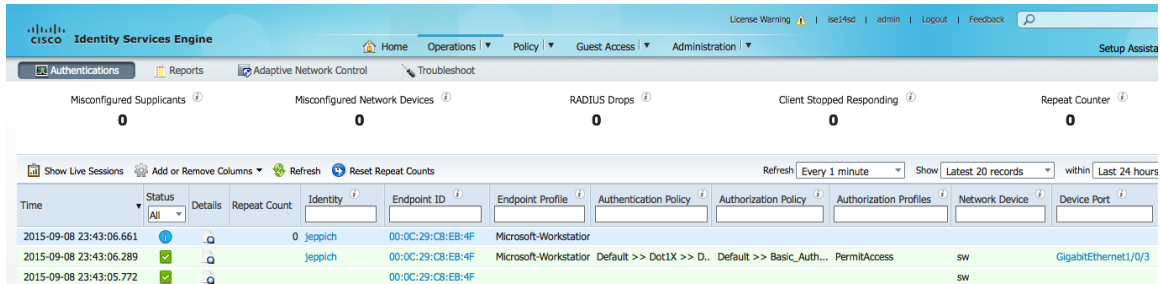 License Warning | ise14sd | admin | Logout | Feedback
CISCO Identity Services Engine
Home Operations | Policy | Guest Access | Administration | Setup Assista
Authentications Reports Adaptive Network Control Troubleshoot
Misconfigured Supplicants Misconfigured Network Devices RADIUS Drops Client Stopped Responding Repeat Counter
0 0 0 0 0
Show Live Sessions Add or Remove Columns Refresh Reset Repeat Counts Refresh Every 1 minute Show Latest 20 records within Last 24 hours
Time Status All Details Repeat Count Identity Endpoint ID Endpoint Profile Authentication Policy Authorization Policy Authorization Profiles Network Device Device Port
2015-09-08 23:43:06.661 0 jeppich 00:0C:29:C8:EB:4F Microsoft-Workstation
2015-09-08 23:43:06.289 jeppich 00:0C:29:C8:EB:4F Microsoft-Workstation Default >> Dot1X >> D.. Default >> Basic_Auth... PermitAccess sw GigabitEthernet1/0/3
2015-09-08 23:43:05.772 00:0C:29:C8:EB:4F sw